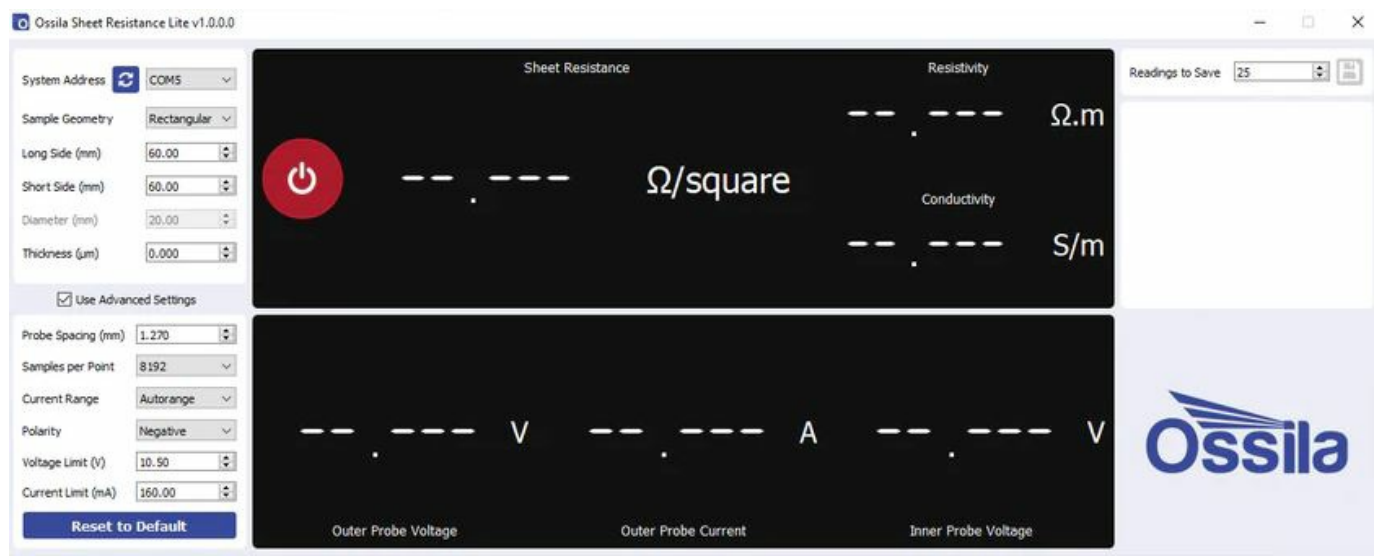 Ossila Sheet Resistance Lite v1.0.0.0
System Address COM5
Sample Geometry Rectangular
Long Side (mm) 60.00
Short Side (mm) 60.00
Diameter (mm) 20.00
Thickness (μm) 0.000
Use Advanced Settings
Probe Spacing (mm) 1.270
Samples per Point 8192
Current Range Autorange
Polarity Negative
Voltage Limit (V) 10.50
Current Limit (mA) 160.00
Reset to Default
Sheet Resistance
--.--- Ω/square
Resistivity
--.--- Ω.m
Conductivity
--.--- S/m
--.--- V --.--- A --.--- V
Outer Probe Voltage Outer Probe Current Inner Probe Voltage
Readings to Save 25
Ossila